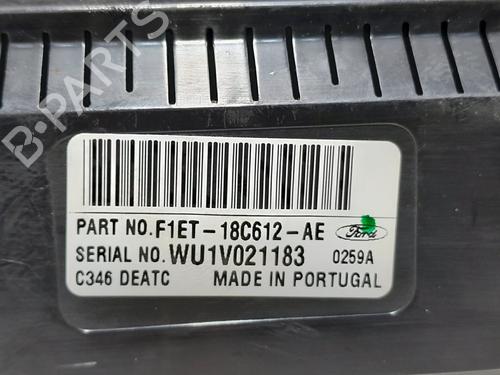 B-PARTS
PART NO.F1ET-18C612-AE Ford
SERIAL NO.WU1V021183 0259A
C346 DEATC MADE IN PORTUGAL